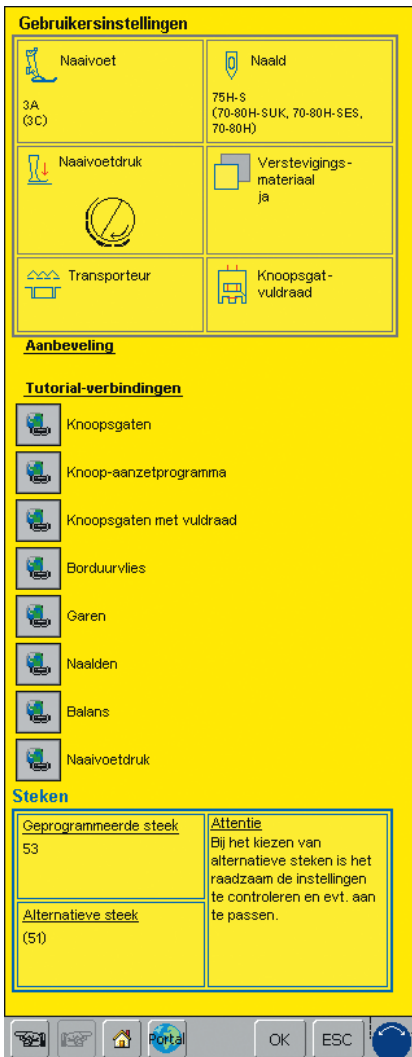 Gebruikersinstellingen
Naaivoet
3A
(3C)
Naald
75H-S
(70-80H-SUK, 70-80H-SES,
70-80H)
Naaivoetdruk
Verstevigings-
materiaal
ja
Transporteur
Knoopsgat-
vuldraad
Aanbeveling
Tutorial-verbindingen
Knoopsgaten
Knoop-aanzetprogramma
Knoopsgaten met vuldraad
Borduurvlies
Garen
Naalden
Balans
Naaivoetdruk
Steken
Geprogrammeerde steek
53
Alternatieve steek
(51)
Attentie
Bij het kiezen van
alternatieve steken is het
raadzaam de instellingen
te controleren en evt. aan
te passen.
Portal
OK
ESC